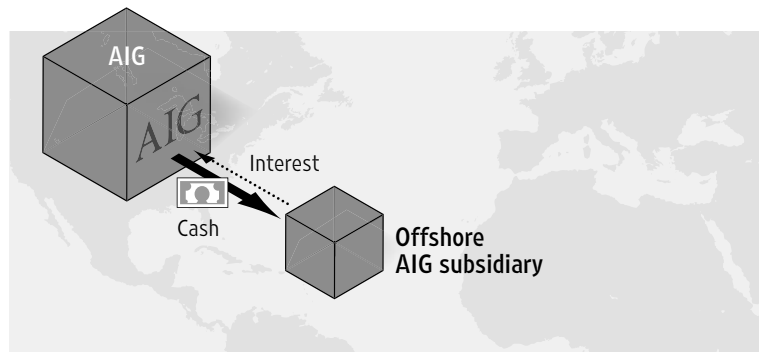 AIG
AIG
Interest
Cash
Offshore
AIG subsidiary